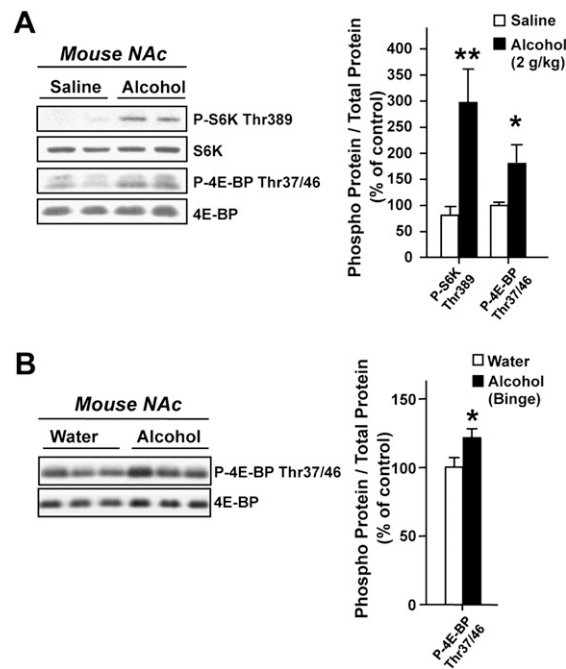 A
Mouse NAc
Saline Alcohol
P-S6K Thr389
S6K
P-4E-BP Thr37/46
4E-BP
Saline
Alcohol
(2 g/kg)
Phospho Protein / Total Protein
(% of control)
400
350
300
250
200
150
100
50
0
**
*
P-S6K
Thr389
P-4E-BP
Thr37/46
B
Mouse NAc
Water Alcohol
P-4E-BP Thr37/46
4E-BP
Water
Alcohol
(Binge)
Phospho Protein / Total Protein
(% of control)
150
100
50
0
*
P-4E-BP
Thr37/46